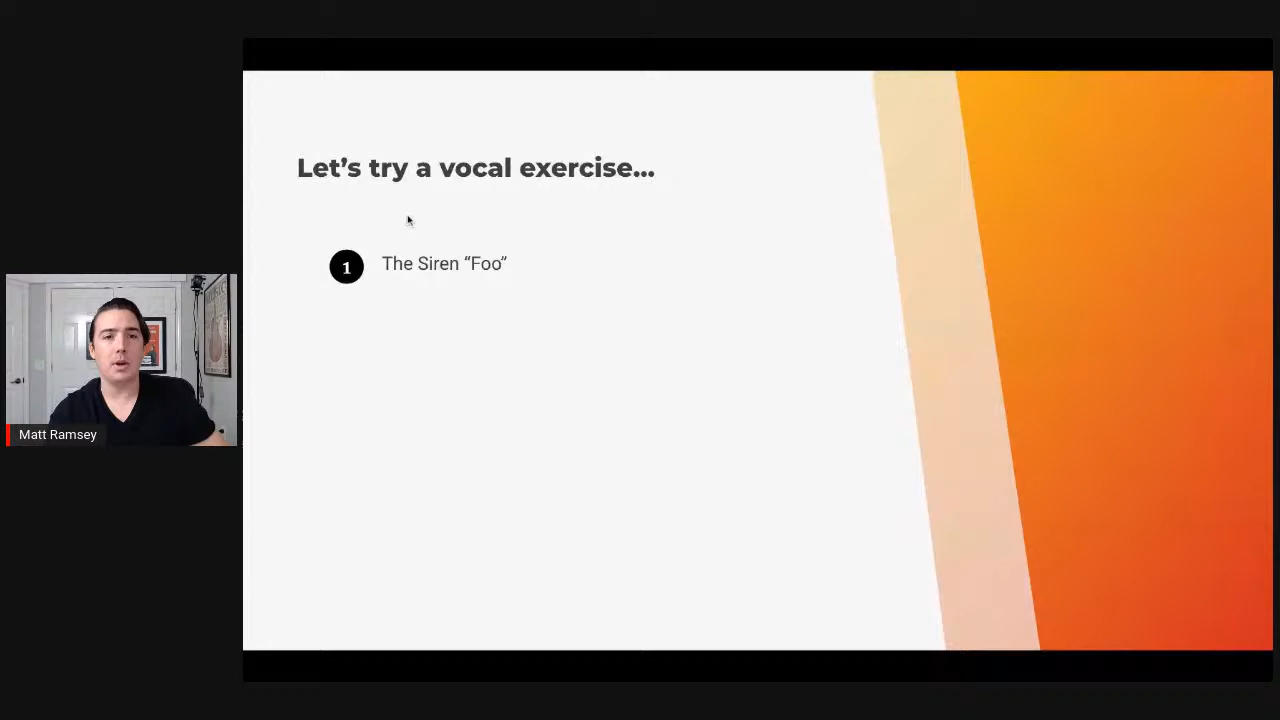 Let’s try a vocal exercise...
1 The Siren “Foo”
Matt Ramsey